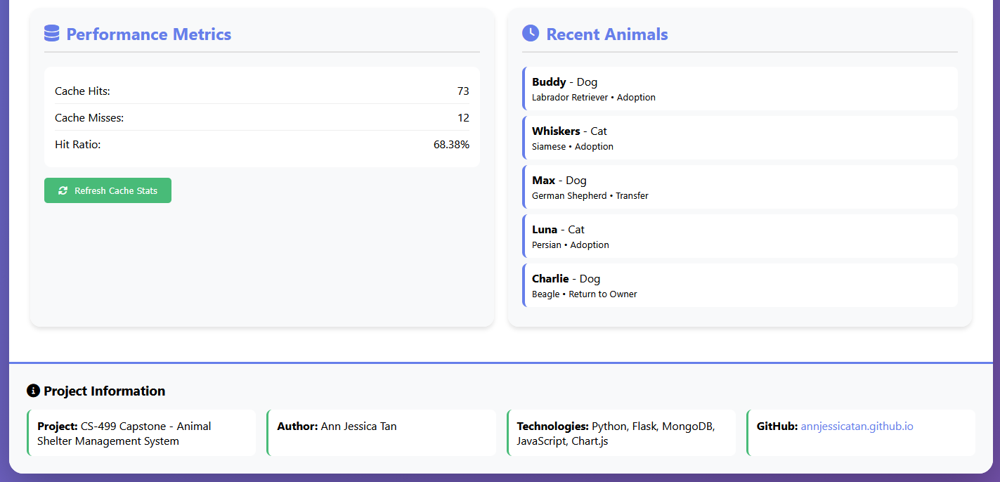 Performance Metrics
Cache Hits: 73
Cache Misses: 12
Hit Ratio: 68.38%
Refresh Cache Stats
Recent Animals
Buddy - Dog
Labrador Retriever • Adoption
Whiskers - Cat
Siamese • Adoption
Max - Dog
German Shepherd • Transfer
Luna - Cat
Persian • Adoption
Charlie - Dog
Beagle • Return to Owner
Project Information
Project: CS-499 Capstone - Animal
Shelter Management System
Author: Ann Jessica Tan
Technologies: Python, Flask, MongoDB,
JavaScript, Chart.js
GitHub: annjessicatan.github.io